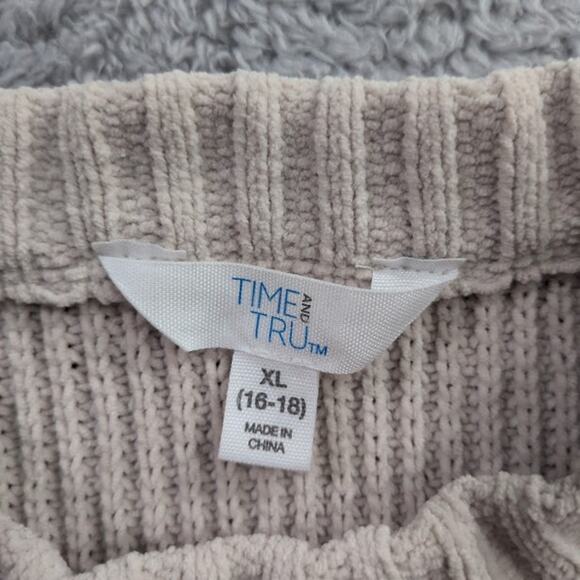 TIME
AND
TRU™
XL
(16-18)
MADE IN
CHINA